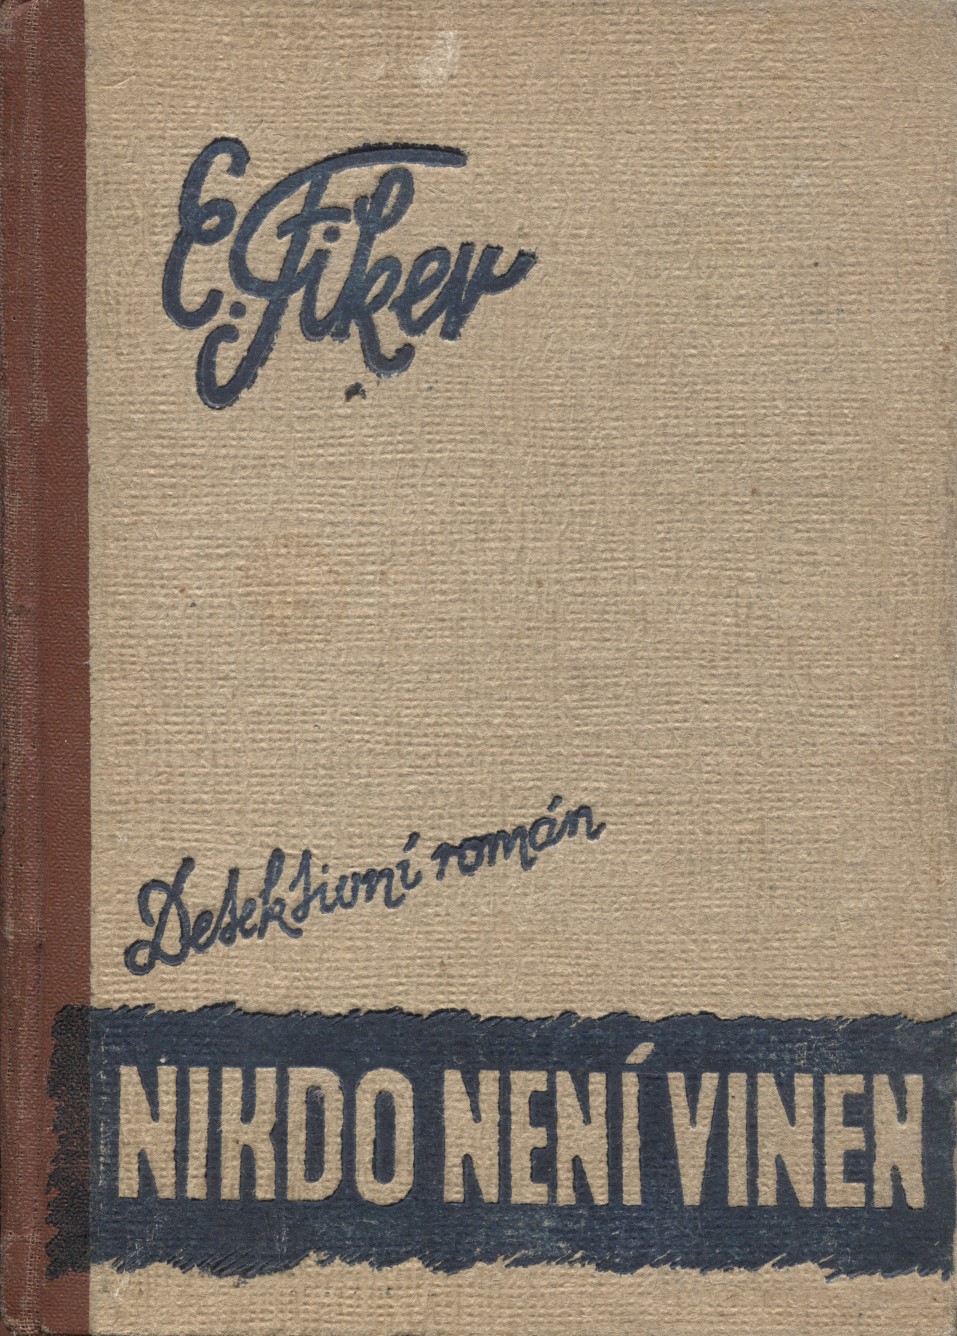 E. Fiker
Detektivní román
NIKDO NENÍ VINEN